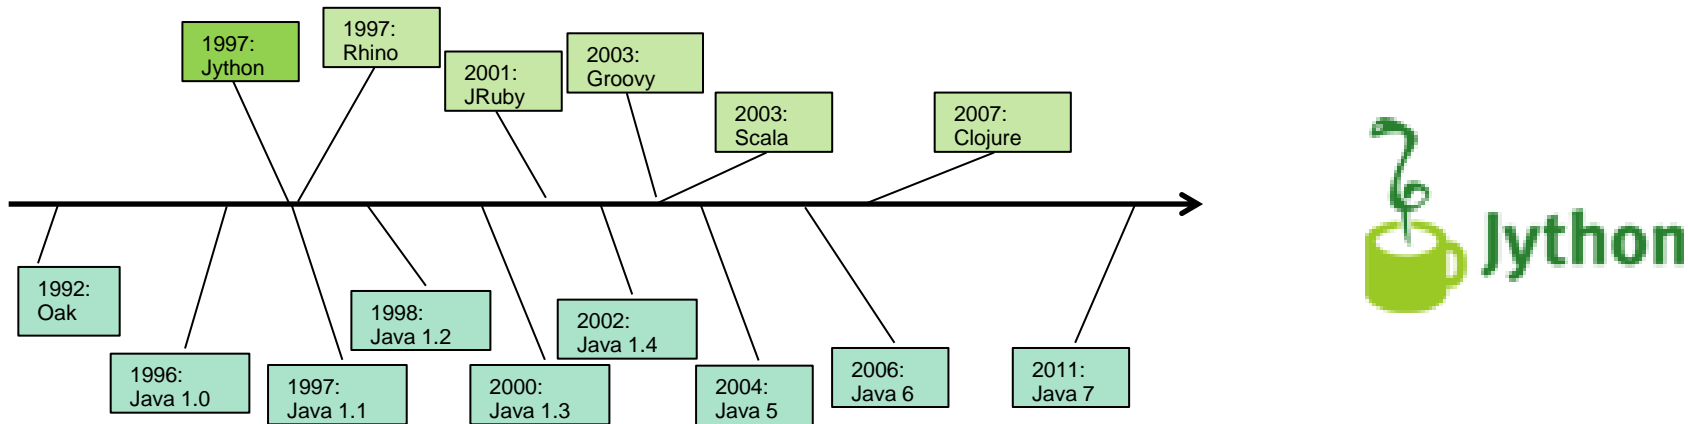 1997:
Jython
1997:
Rhino
2001:
JRuby
2003:
Groovy
2003:
Scala
2007:
Clojure
Jython
1992:
Oak
1996:
Java 1.0
1997:
Java 1.1
1998:
Java 1.2
2000:
Java 1.3
2002:
Java 1.4
2004:
Java 5
2006:
Java 6
2011:
Java 7